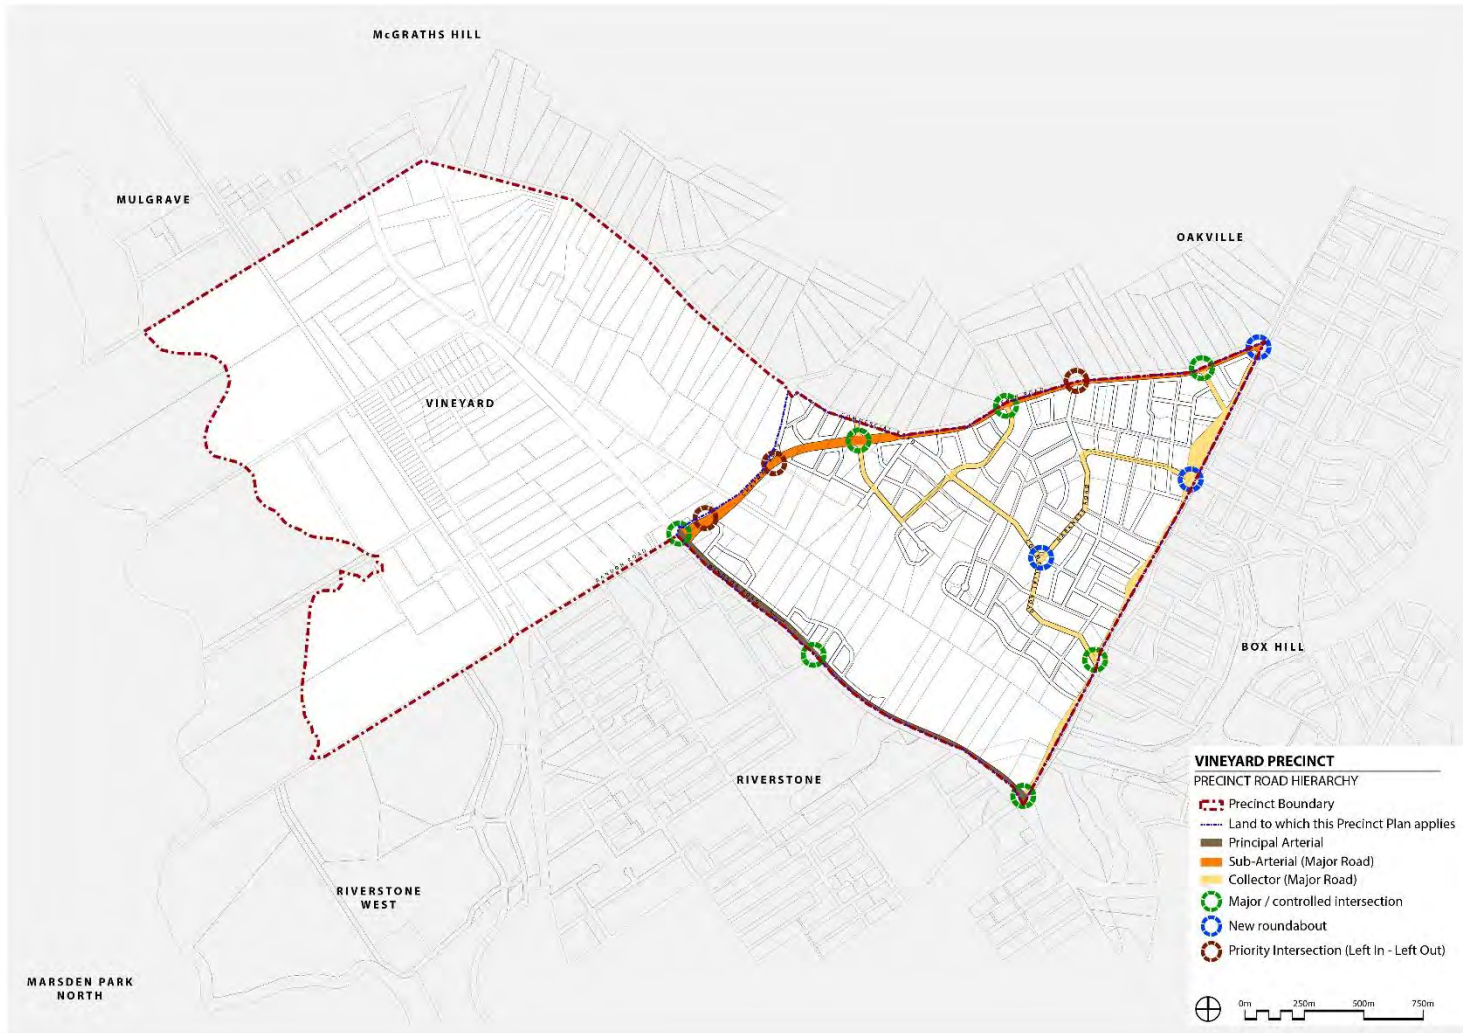 McGRATHS HILL
MULGRAVE
OAKVILLE
VINEYARD
BOX HILL
RIVERSTONE
RIVERSTONE
WEST
MARSDEN PARK
NORTH
VINEYARD PRECINCT
PRECINCT ROAD HIERARCHY
Precinct Boundary
Land to which this Precinct Plan applies
Principal Arterial
Sub-Arterial (Major Road)
Collector (Major Road)
Major / controlled intersection
New roundabout
Priority Intersection (Left In - Left Out)
0m 250m 500m 750m